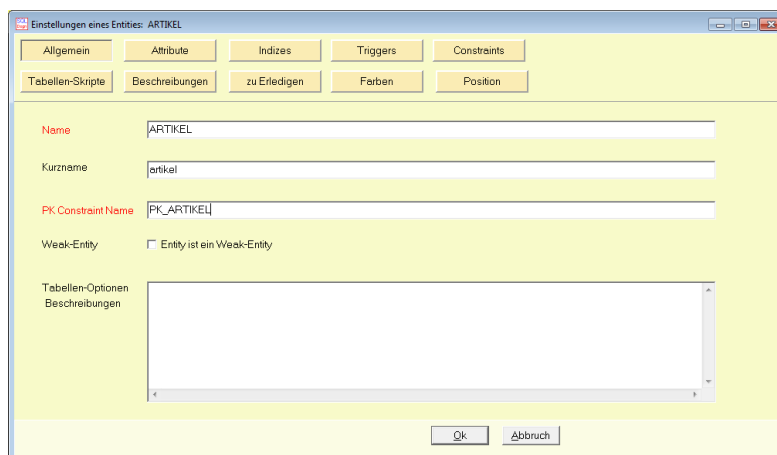 Einstellungen eines Entities: ARTIKEL
Allgemein Attribute Indizes Triggers Constraints
Tabellen-Skripte Beschreibungen zu Erledigen Farben Position
Name ARTIKEL
Kurzname artikel
PK Constraint Name PK_ARTIKEL
Weak-Entity Entity ist ein Weak-Entity
Tabellen-Optionen
Beschreibungen
Ok Abbruch